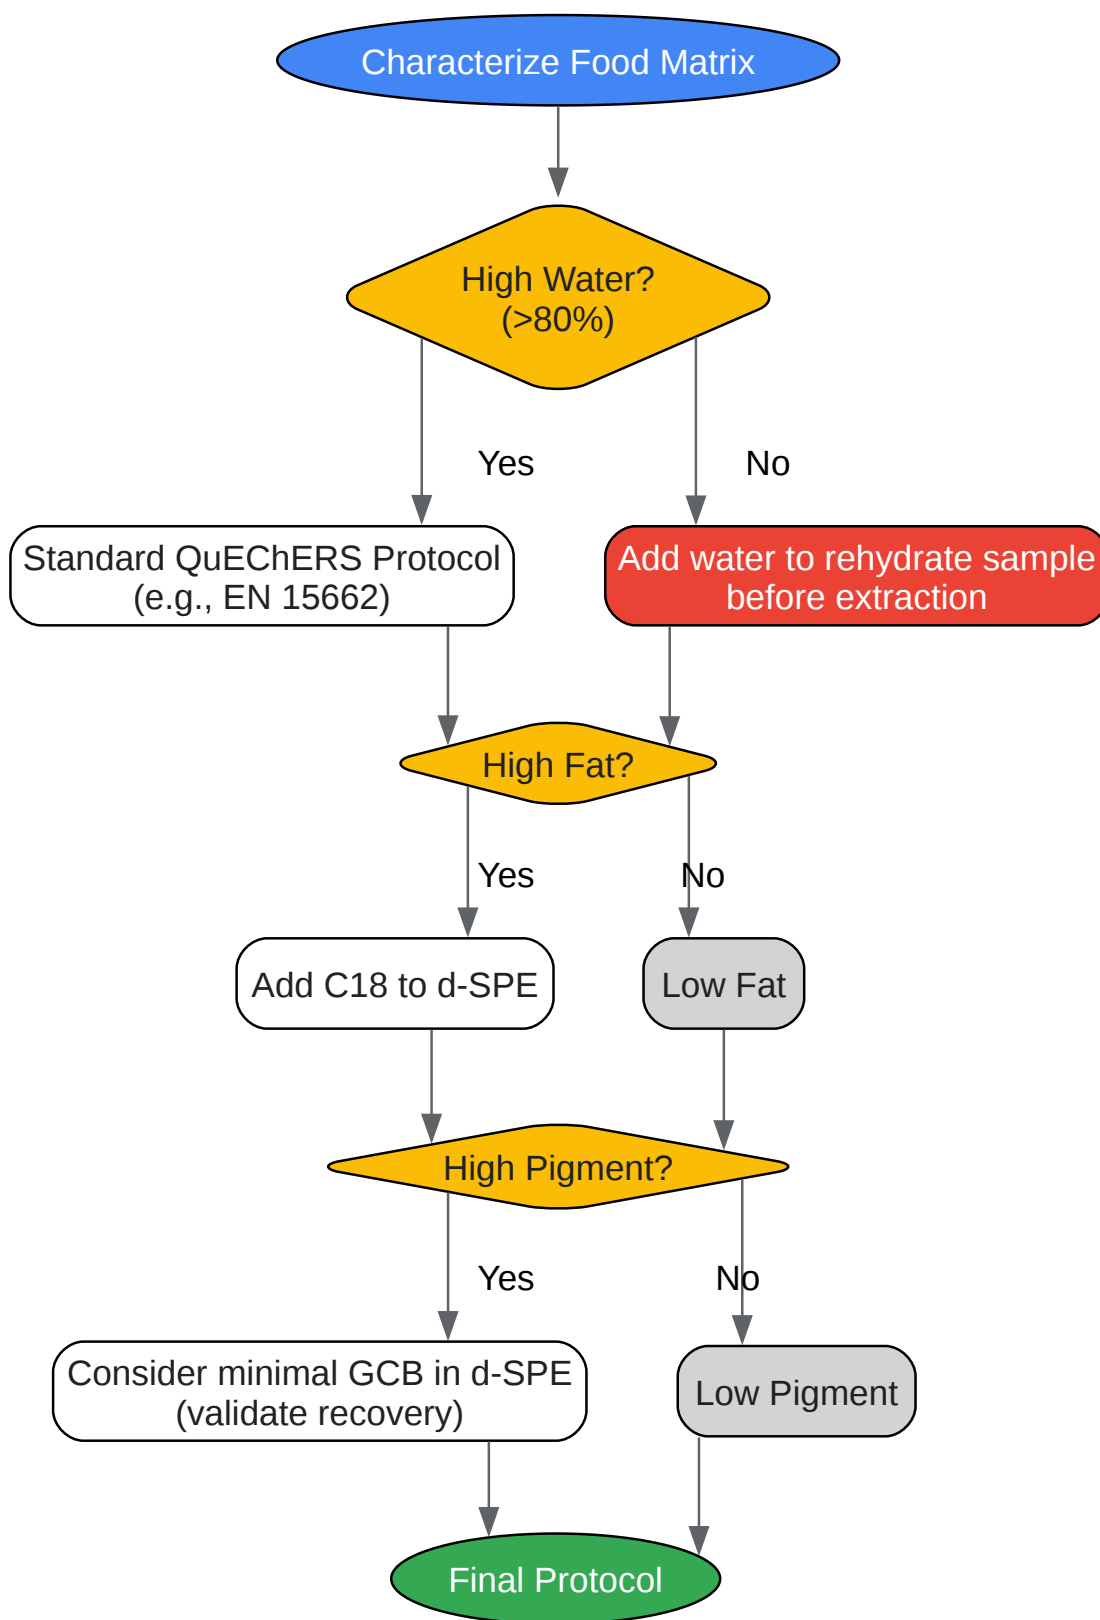 Characterize Food Matrix
High Water?
(>80%)
Yes
No
Standard QuEChERS Protocol
(e.g., EN 15662)
Add water to rehydrate sample
before extraction
High Fat?
Yes
No
Add C18 to d-SPE
Low Fat
High Pigment?
Yes
No
Consider minimal GCB in d-SPE
(validate recovery)
Low Pigment
Final Protocol